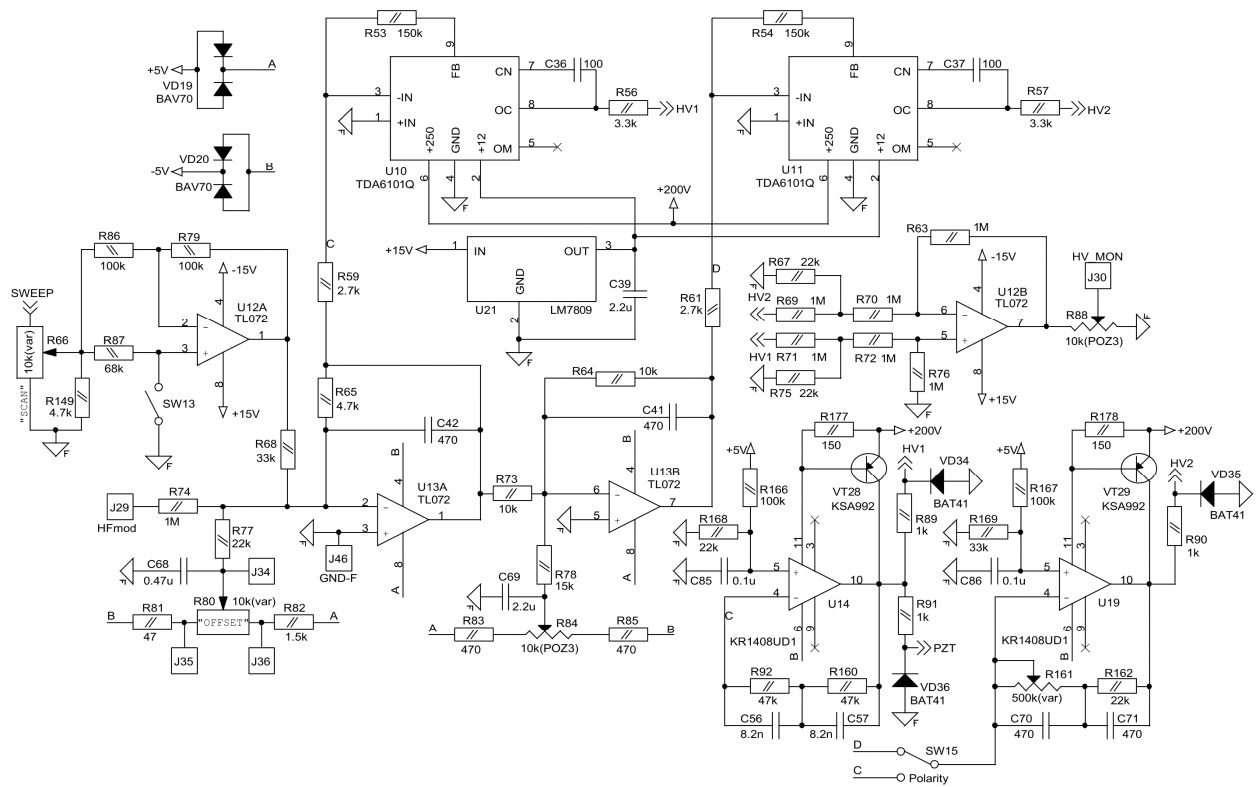 R53 150k
R54 150k
+5V
A
VD19
BAV70
-5V
VD20
BAV70
B
9
FB
CN 7
C36 100
3 -IN
1 +IN
OC 8
R56
3.3k
HV1
+250
GND
+12
OM 5
F
U10
TDA6101Q
6
4
2
F
9
FB
CN 7
C37 100
3 -IN
1 +IN
OC 8
R57
3.3k
HV2
+250
GND
+12
OM 5
F
U11
TDA6101Q
6
4
2
F
+200V
+15V
1 IN
OUT 3
GND
U21
LM7809
2
F
C39
2.2u
C
R59
2.7k
D
R61
2.7k
R86
100k
R79
100k
SWEEP
R66
10k(var)
"SCAN"
R87
68k
R149
4.7k
F
SW13
F
-15V
4
U12A
TL072
2
3
1
8
+15V
R68
33k
R65
4.7k
C42
470
R64 10k
C41
470
R63 1M
R67 22k
F
HV2
R69 1M
R70 1M
HV1
R71 1M
R72 1M
F
R75 22k
R76
1M
F
-15V
4
U12B
TL072
6
5
7
8
+15V
HV_MON
J30
R88
10k(POZ3)
F
J29
HFmod
R74
1M
R77
22k
B
4
U13A
TL072
2
3
1
8
A
F
J46
GND-F
R73
10k
B
4
U13B
TL072
6
5
7
8
A
F
C68
0.47u
F
J34
R80 10k(var)
"OFFSET"
B
R81
47
R82
1.5k
A
J35
J36
C69
2.2u
F
R78
15k
A
R83
470
R84
10k(POZ3)
R85
470
B
R177
150
+200V
VT28
KSA992
+5V
R166
100k
R168
22k
F
C85 0.1u
F
5
4
11
3
10
U14
KR1408UD1
6
9
B
C
HV1
VD34
F
BAT41
R89
1k
R91
1k
PZT
VD36
BAT41
F
R92
47k
R160
47k
C56
8.2n
C57
8.2n
R178
150
+200V
VT29
KSA992
+5V
R167
100k
R169
33k
F
C86 0.1u
F
5
4
11
3
10
U19
KR1408UD1
6
9
B
HV2
VD35
F
BAT41
R90
1k
R161
500k(var)
R162
22k
C70
470
C71
470
D
SW15
C
Polarity